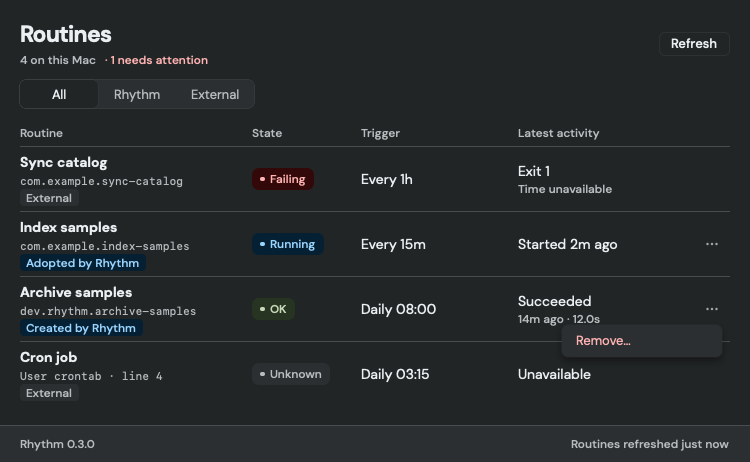 Routines
4 on this Mac · 1 needs attention
Refresh
All Rhythm External
Routine State Trigger Latest activity
Sync catalog
com.example.sync-catalog
External
Failing
Every 1h
Exit 1
Time unavailable
Index samples
com.example.index-samples
Adopted by Rhythm
Running
Every 15m
Started 2m ago
Archive samples
dev.rhythm.archive-samples
Created by Rhythm
OK
Daily 08:00
Succeeded
14m ago · 12.0s
Remove...
Cron job
User crontab · line 4
External
Unknown
Daily 03:15
Unavailable
Rhythm 0.3.0
Routines refreshed just now